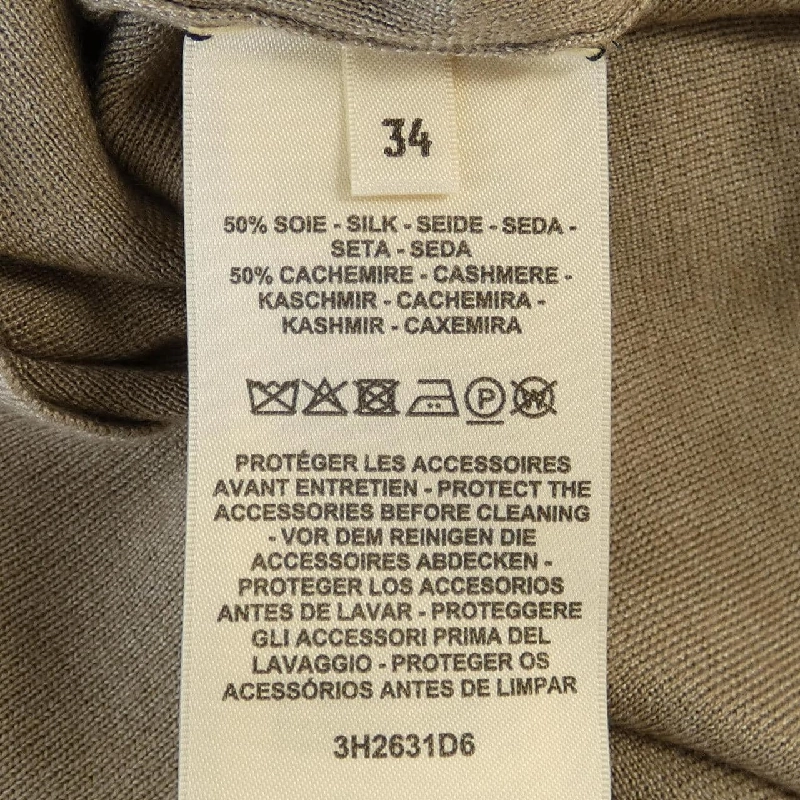 34
50% SOIE - SILK - SEIDE - SEDA -
SETA - SEDA
50% CACHEMIRE - CASHMERE -
KASCHMIR - CACHEMIRA -
KASHMIR - CAXEMIRA
P W
PROTÉGER LES ACCESSOIRES
AVANT ENTRETIEN - PROTECT THE
ACCESSORIES BEFORE CLEANING
- VOR DEM REINIGEN DIE
ACCESSOIRES ABDECKEN -
PROTEGER LOS ACCESORIOS
ANTES DE LAVAR - PROTEGGERE
GLI ACCESSORI PRIMA DEL
LAVAGGIO - PROTEGER OS
ACESSÓRIOS ANTES DE LIMPAR
3H2631D6